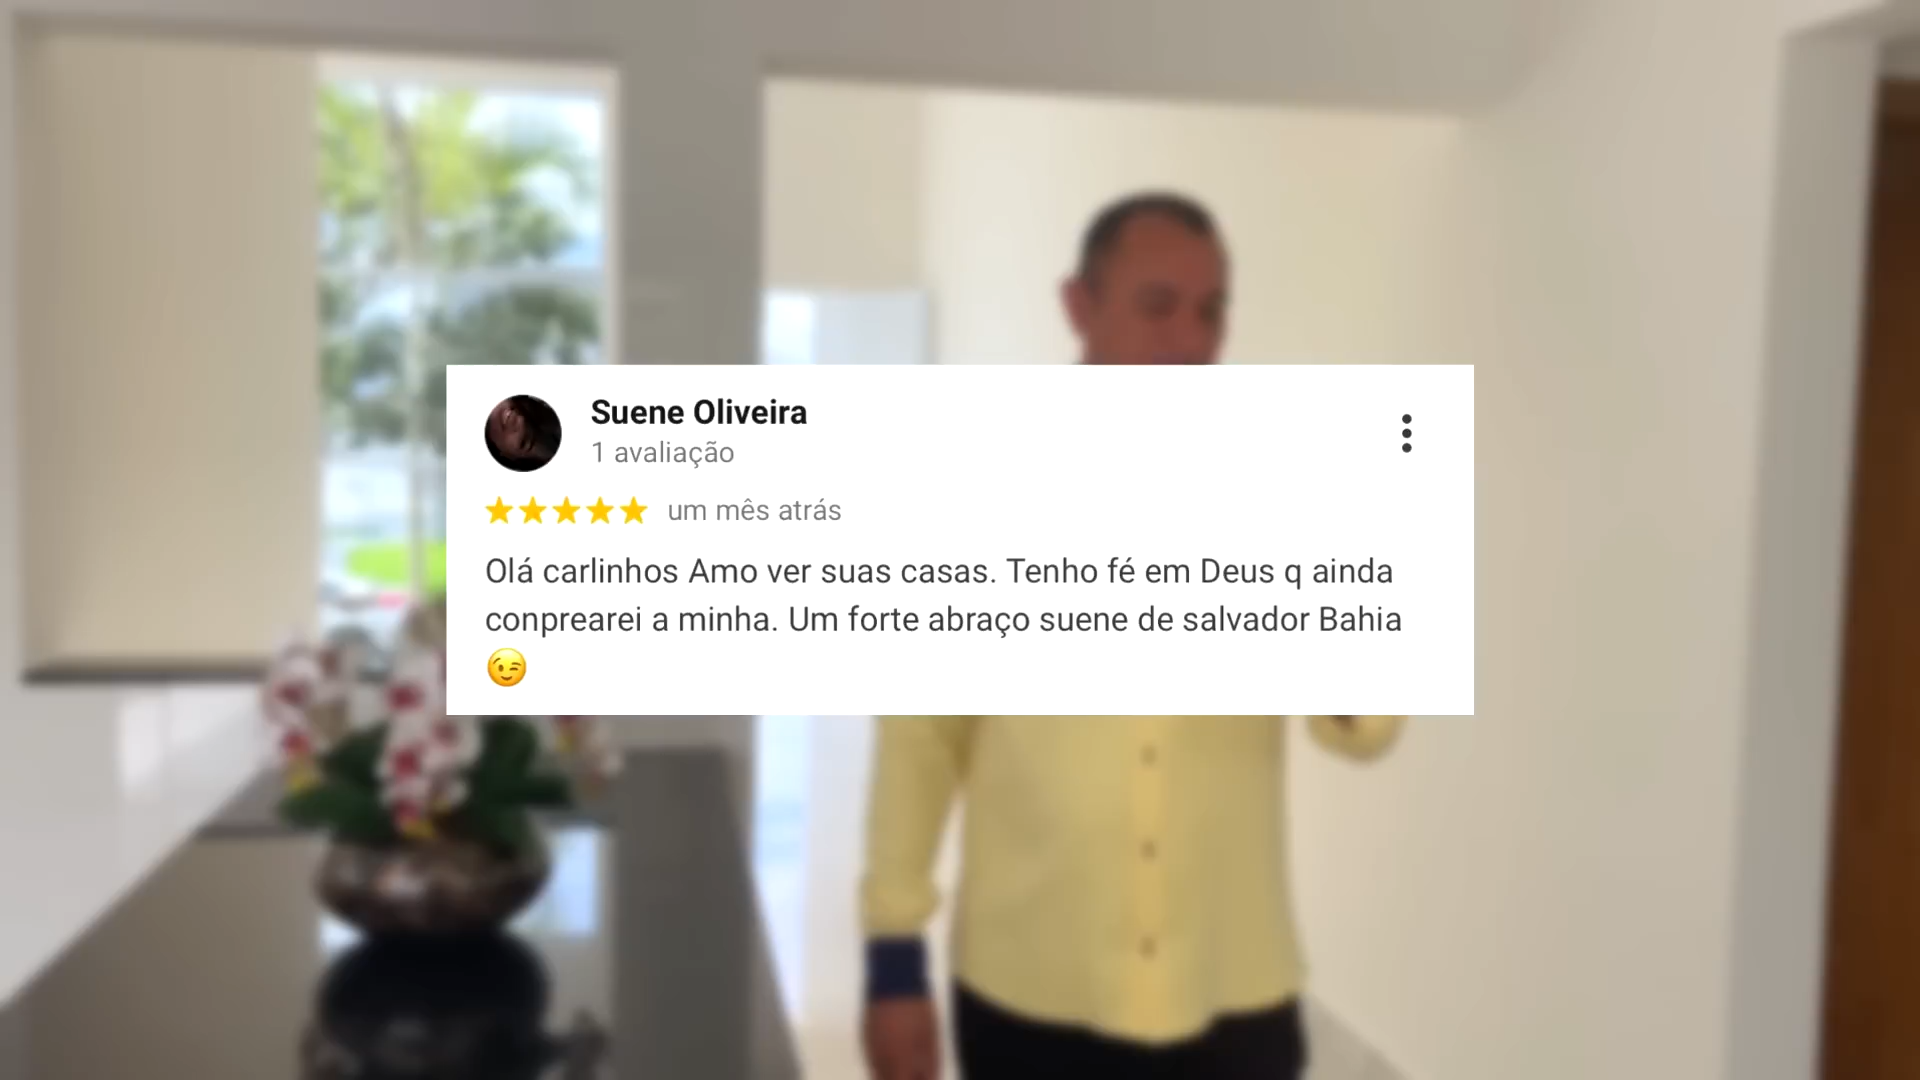 Suene Oliveira
1 avaliação
um mês atrás
Olá carlinhos Amo ver suas casas. Tenho fé em Deus q ainda
conprearei a minha. Um forte abraço suene de salvador Bahia
😉